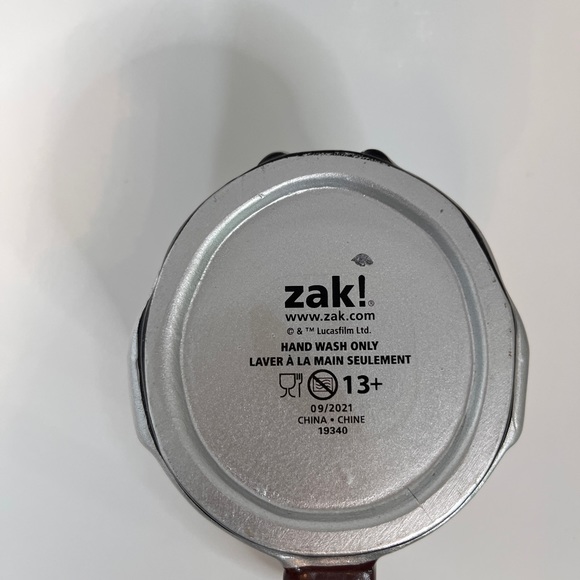 zak!®
www.zak.com
© & ™ Lucasfilm Ltd.
HAND WASH ONLY
LAVER À LA MAIN SEULEMENT
13+
09/2021
CHINA • CHINE
19340